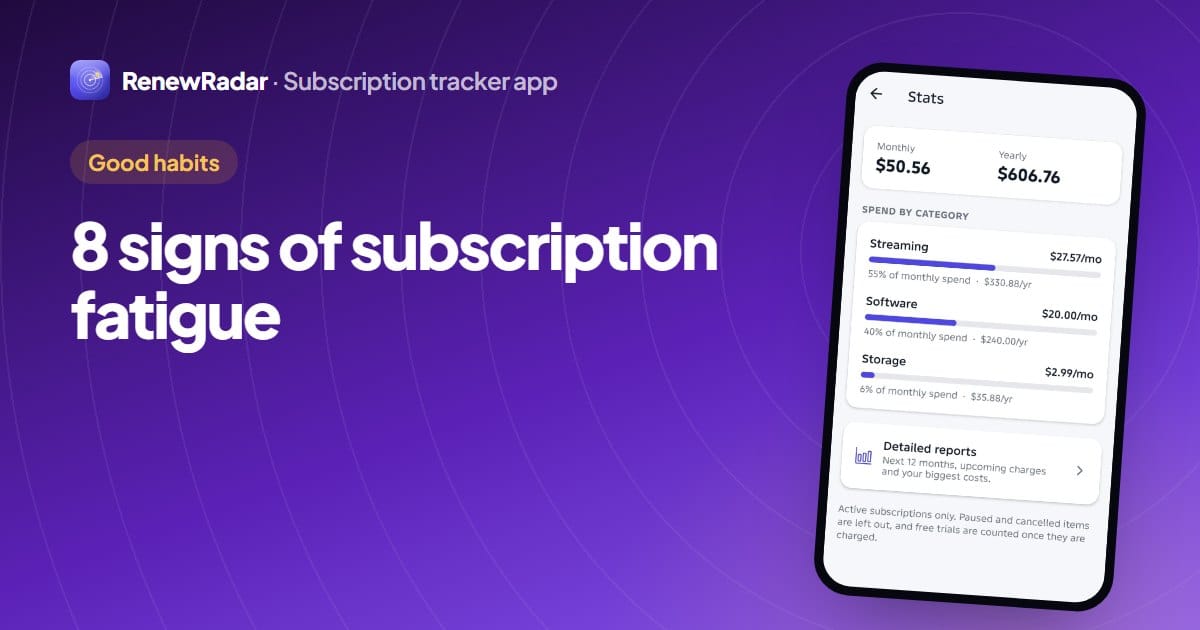 RenewRadar · Subscription tracker app
Good habits
8 signs of subscription
fatigue
Stats
Monthly
$50.56
Yearly
$606.76
SPEND BY CATEGORY
Streaming
$27.57/mo
55% of monthly spend · $330.88/yr
Software
$20.00/mo
40% of monthly spend · $240.00/yr
Storage
$2.99/mo
6% of monthly spend · $35.88/yr
Detailed reports
Next 12 months, upcoming charges
and your biggest costs.
Active subscriptions only. Paused and cancelled items
are left out, and free trials are counted once they are
charged.